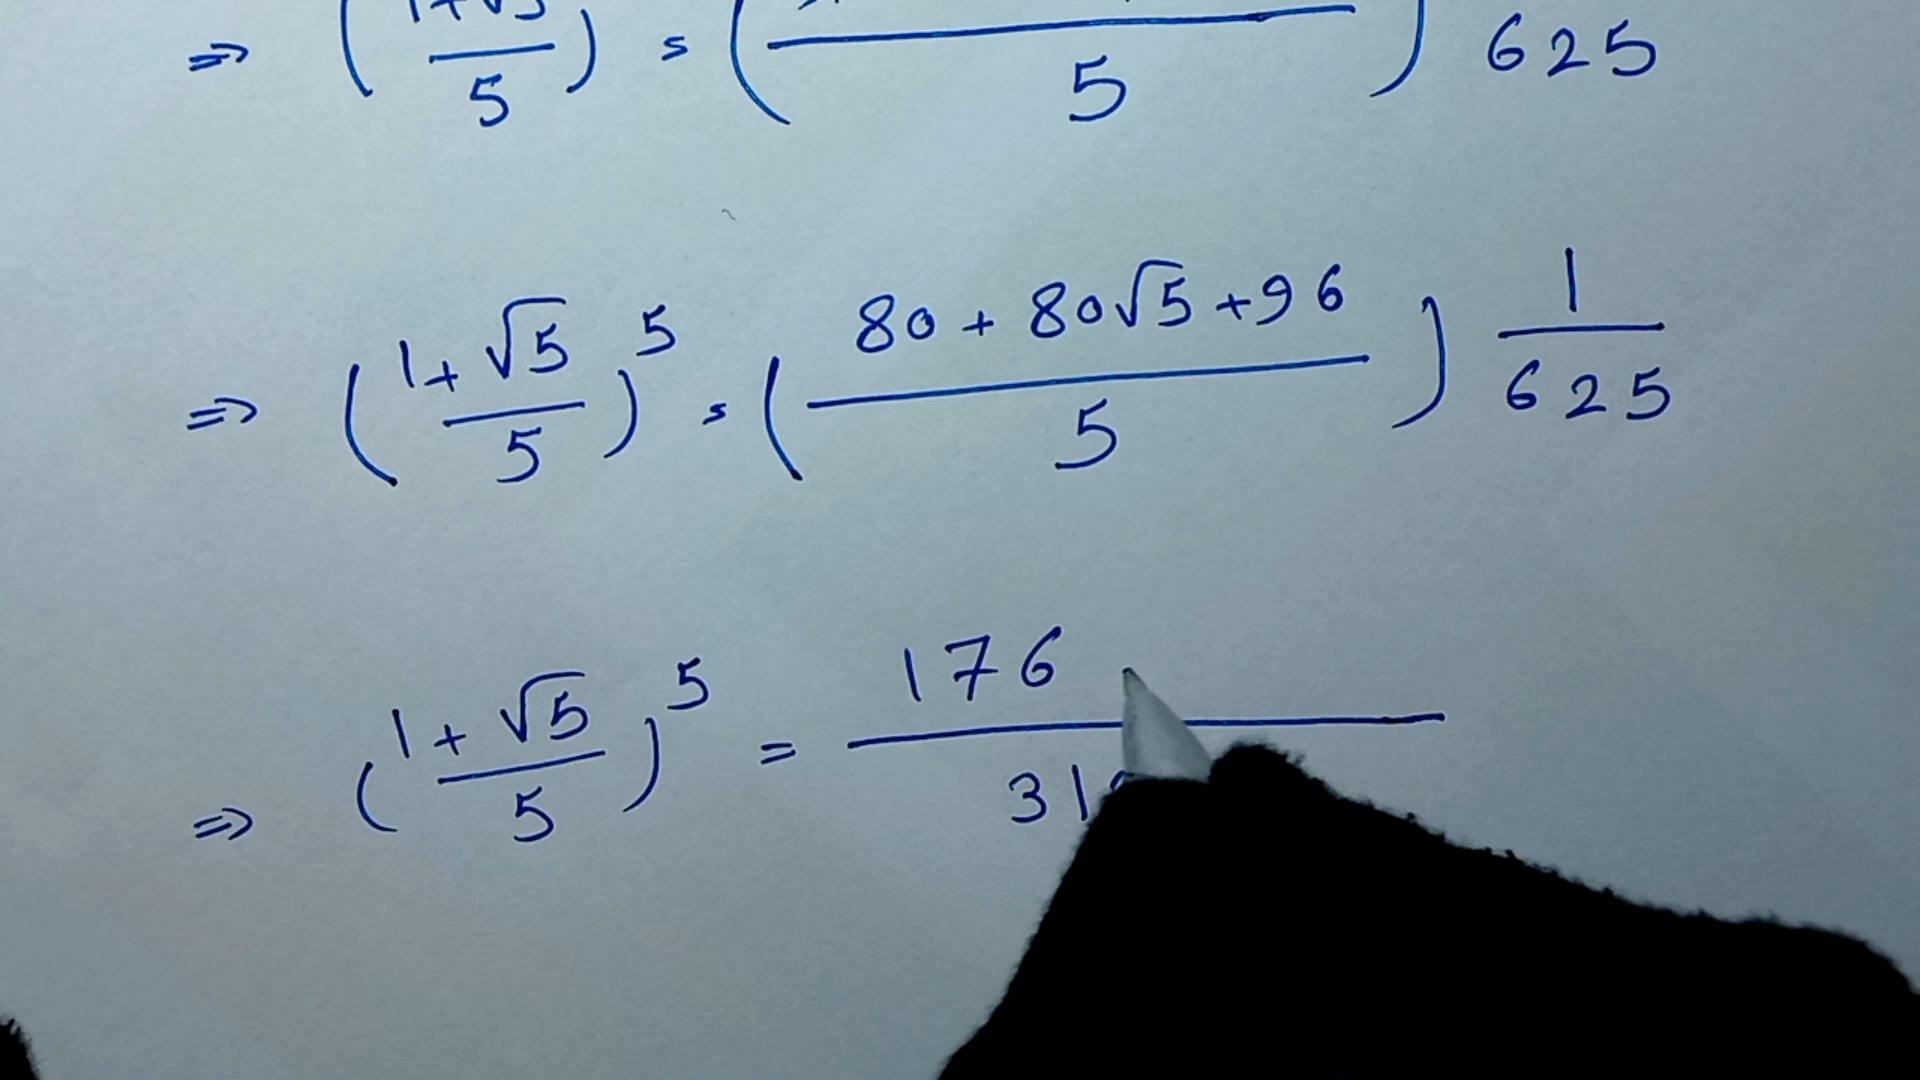 ⇒ (1+√5/5) = ( /5) 625
⇒ (1+√5/5)^5 = (80+80√5+96/5) 1/625
⇒ (1+√5/5)^5 = 176/31